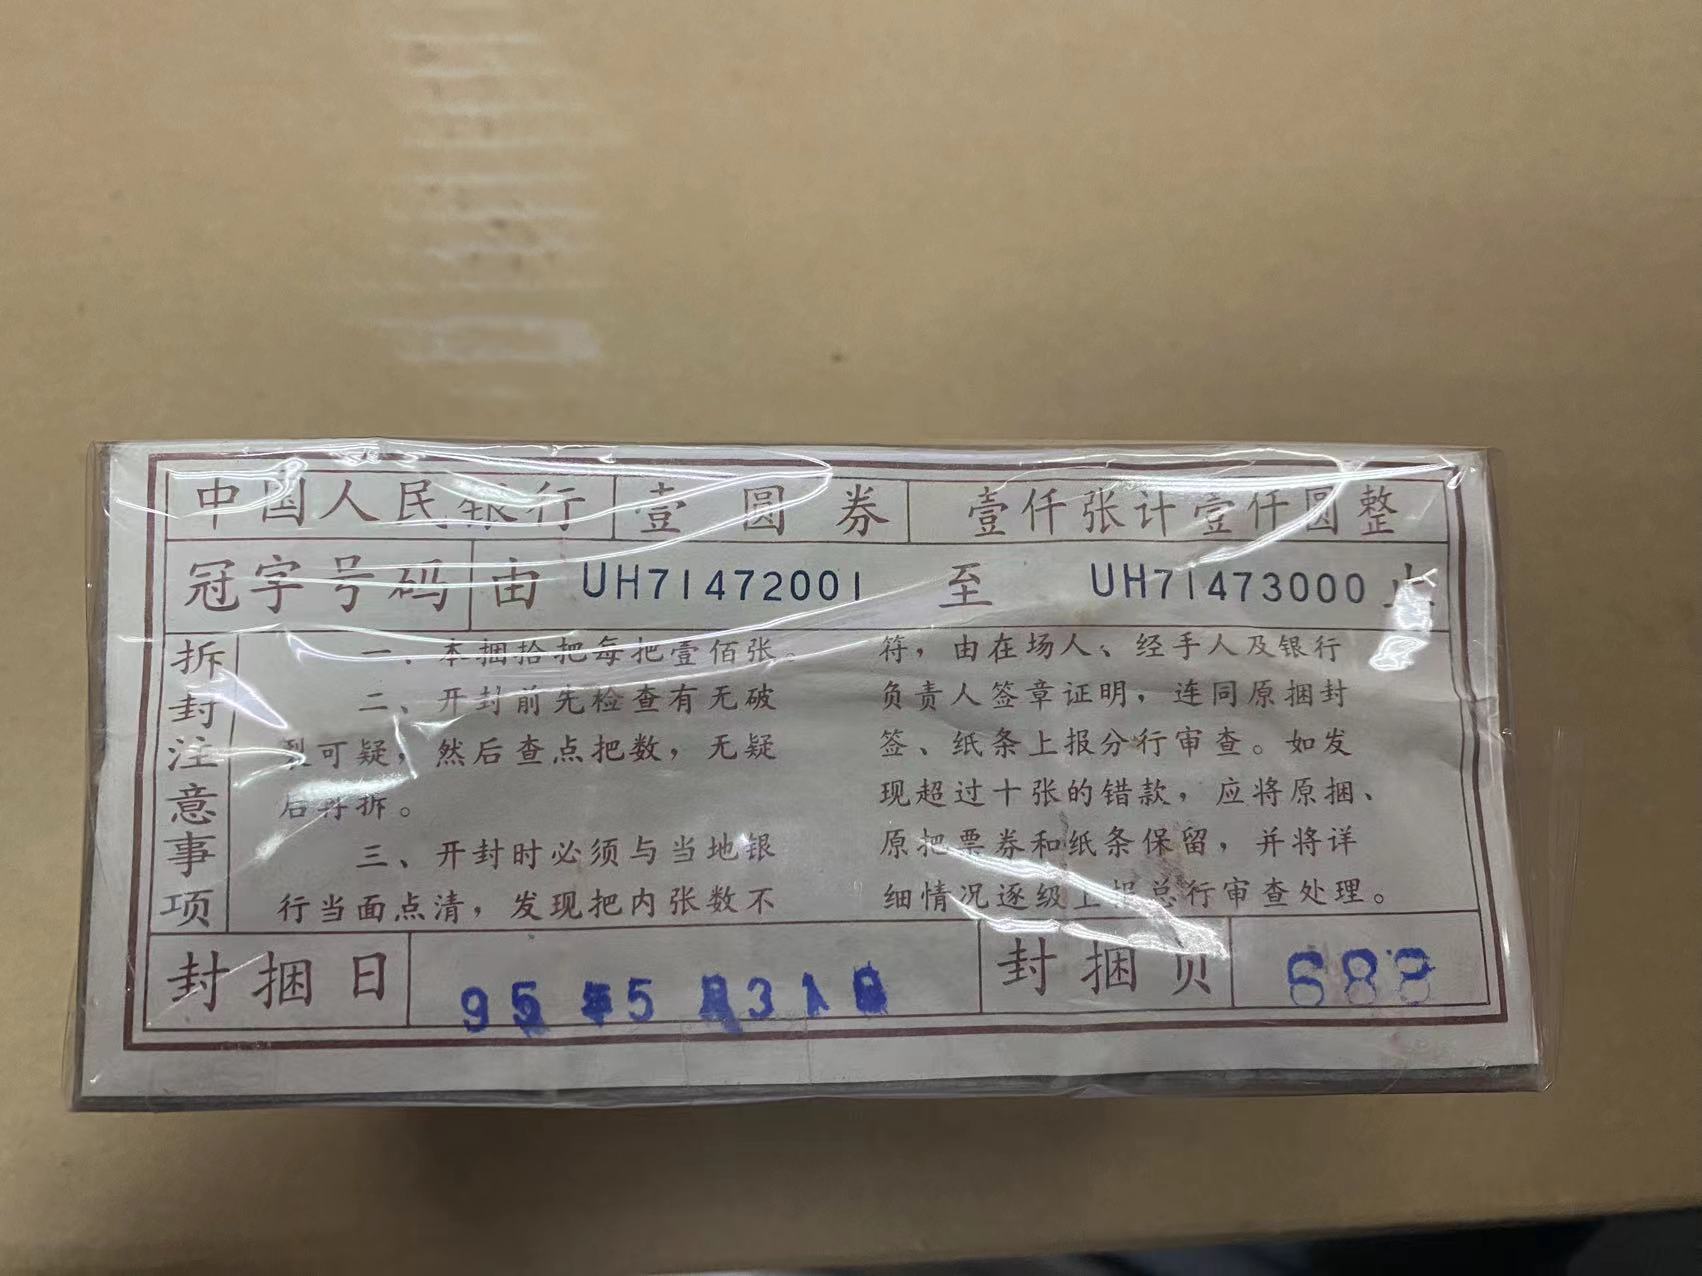 中国人民银行 壹圆券 壹仟张计壹仟圆整
冠字号码 由 UH71472001 至 UH71473000 止
拆封注意事项
一、本捆拾把每把壹佰张。
二、开封前先检查有无破
裂可疑，然后查点把数，无疑
后再拆。
三、开封时必须与当地银
行当面点清，发现把内张数不
符，由在场人、经手人及银行
负责人签章证明，连同原捆封
签、纸条上报分行审查。如发
现超过十张的错款，应将原捆、
原把票券和纸条保留，并将详
细情况逐级上报总行审查处理。
封捆日
封捆员 688